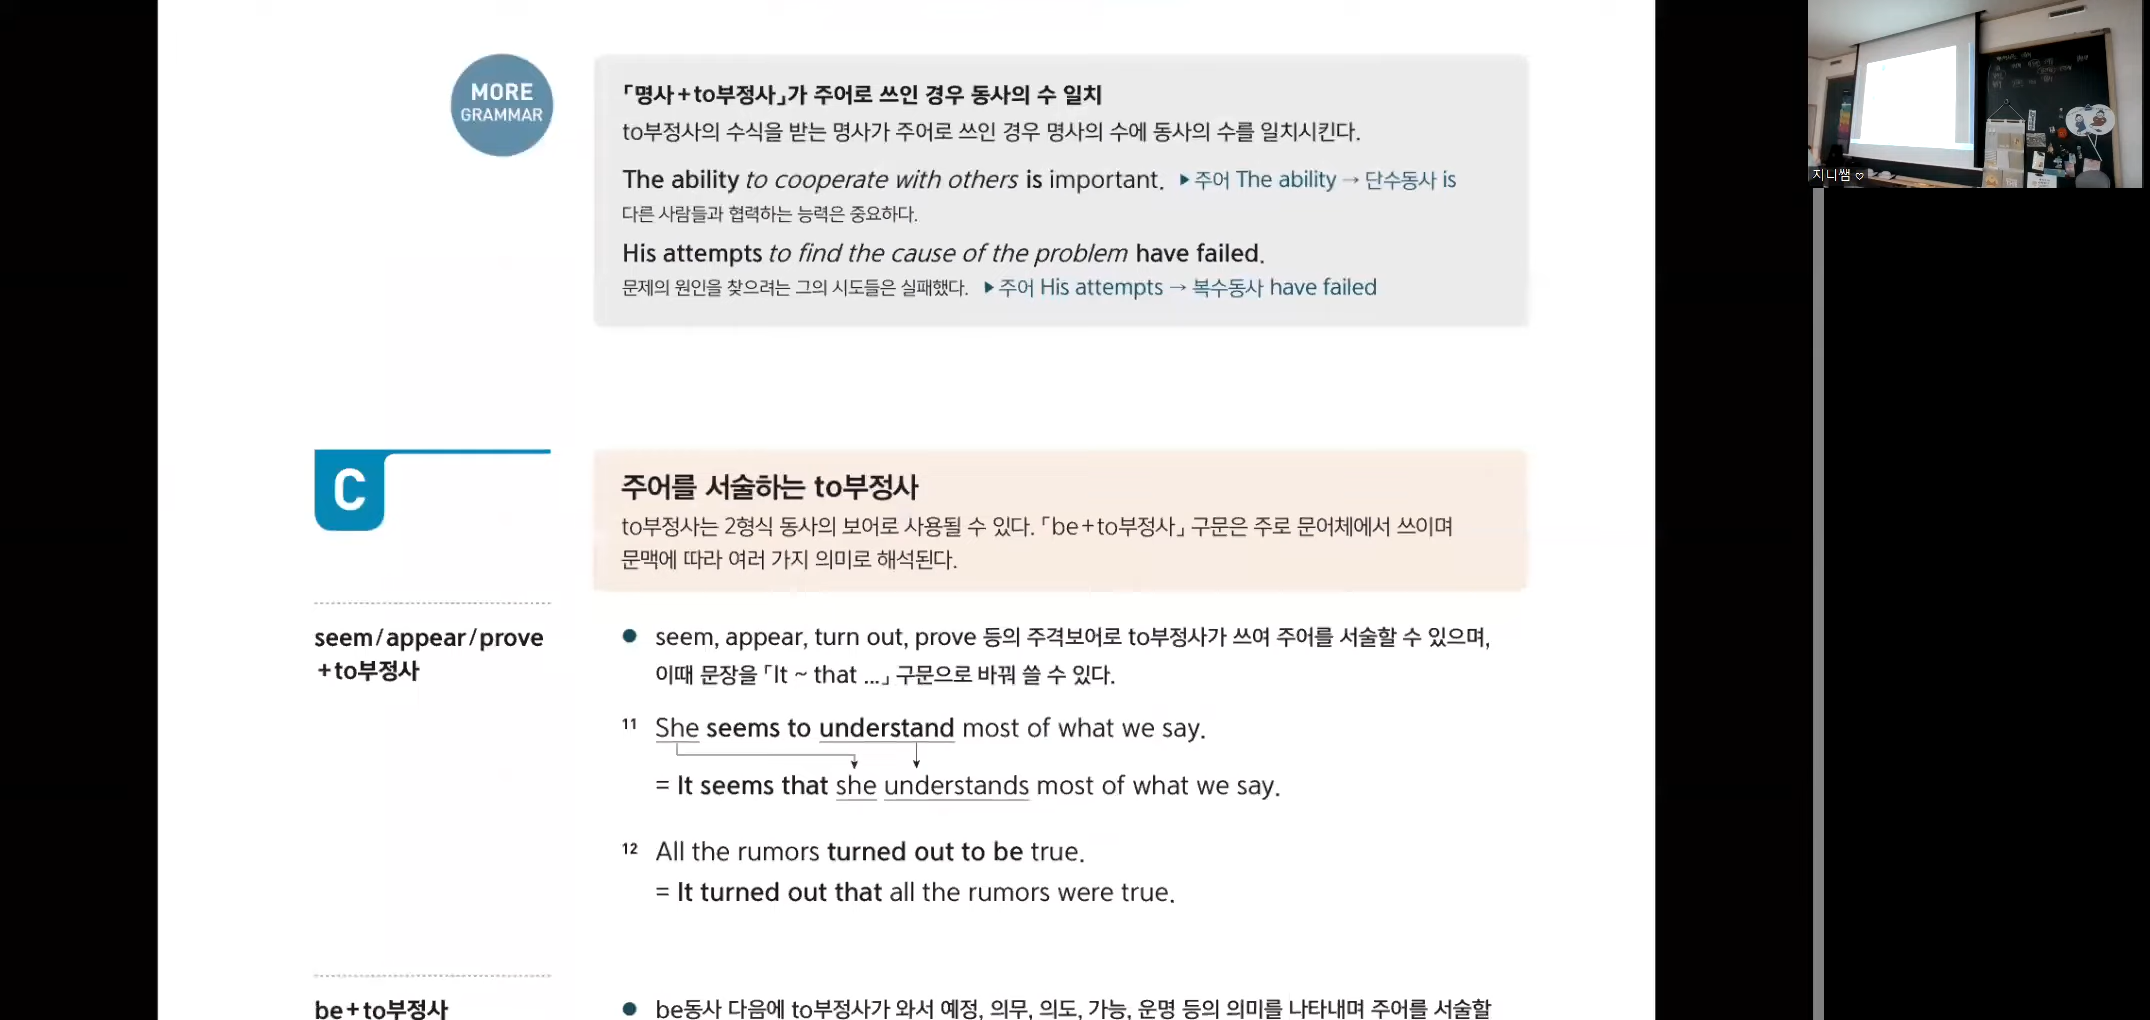 MORE
GRAMMAR
「명사+to부정사」가 주어로 쓰인 경우 동사의 수 일치
to부정사의 수식을 받는 명사가 주어로 쓰인 경우 명사의 수에 동사의 수를 일치시킨다.
The ability to cooperate with others is important. ▶주어 The ability → 단수동사 is
다른 사람들과 협력하는 능력은 중요하다.
His attempts to find the cause of the problem have failed.
문제의 원인을 찾으려는 그의 시도들은 실패했다. ▶주어 His attempts → 복수동사 have failed
C
주어를 서술하는 to부정사
to부정사는 2형식 동사의 보어로 사용될 수 있다. 「be+to부정사」 구문은 주로 문어체에서 쓰이며
문맥에 따라 여러 가지 의미로 해석된다.
seem/appear/prove
+to부정사
● seem, appear, turn out, prove 등의 주격보어로 to부정사가 쓰여 주어를 서술할 수 있으며,
이때 문장을 「It ~ that ...」 구문으로 바꿔 쓸 수 있다.
11 She seems to understand most of what we say.
= It seems that she understands most of what we say.
12 All the rumors turned out to be true.
= It turned out that all the rumors were true.
be+to부정사
● be동사 다음에 to부정사가 와서 예정, 의무, 의도, 가능, 운명 등의 의미를 나타내며 주어를 서술할
지니쌤 ♡